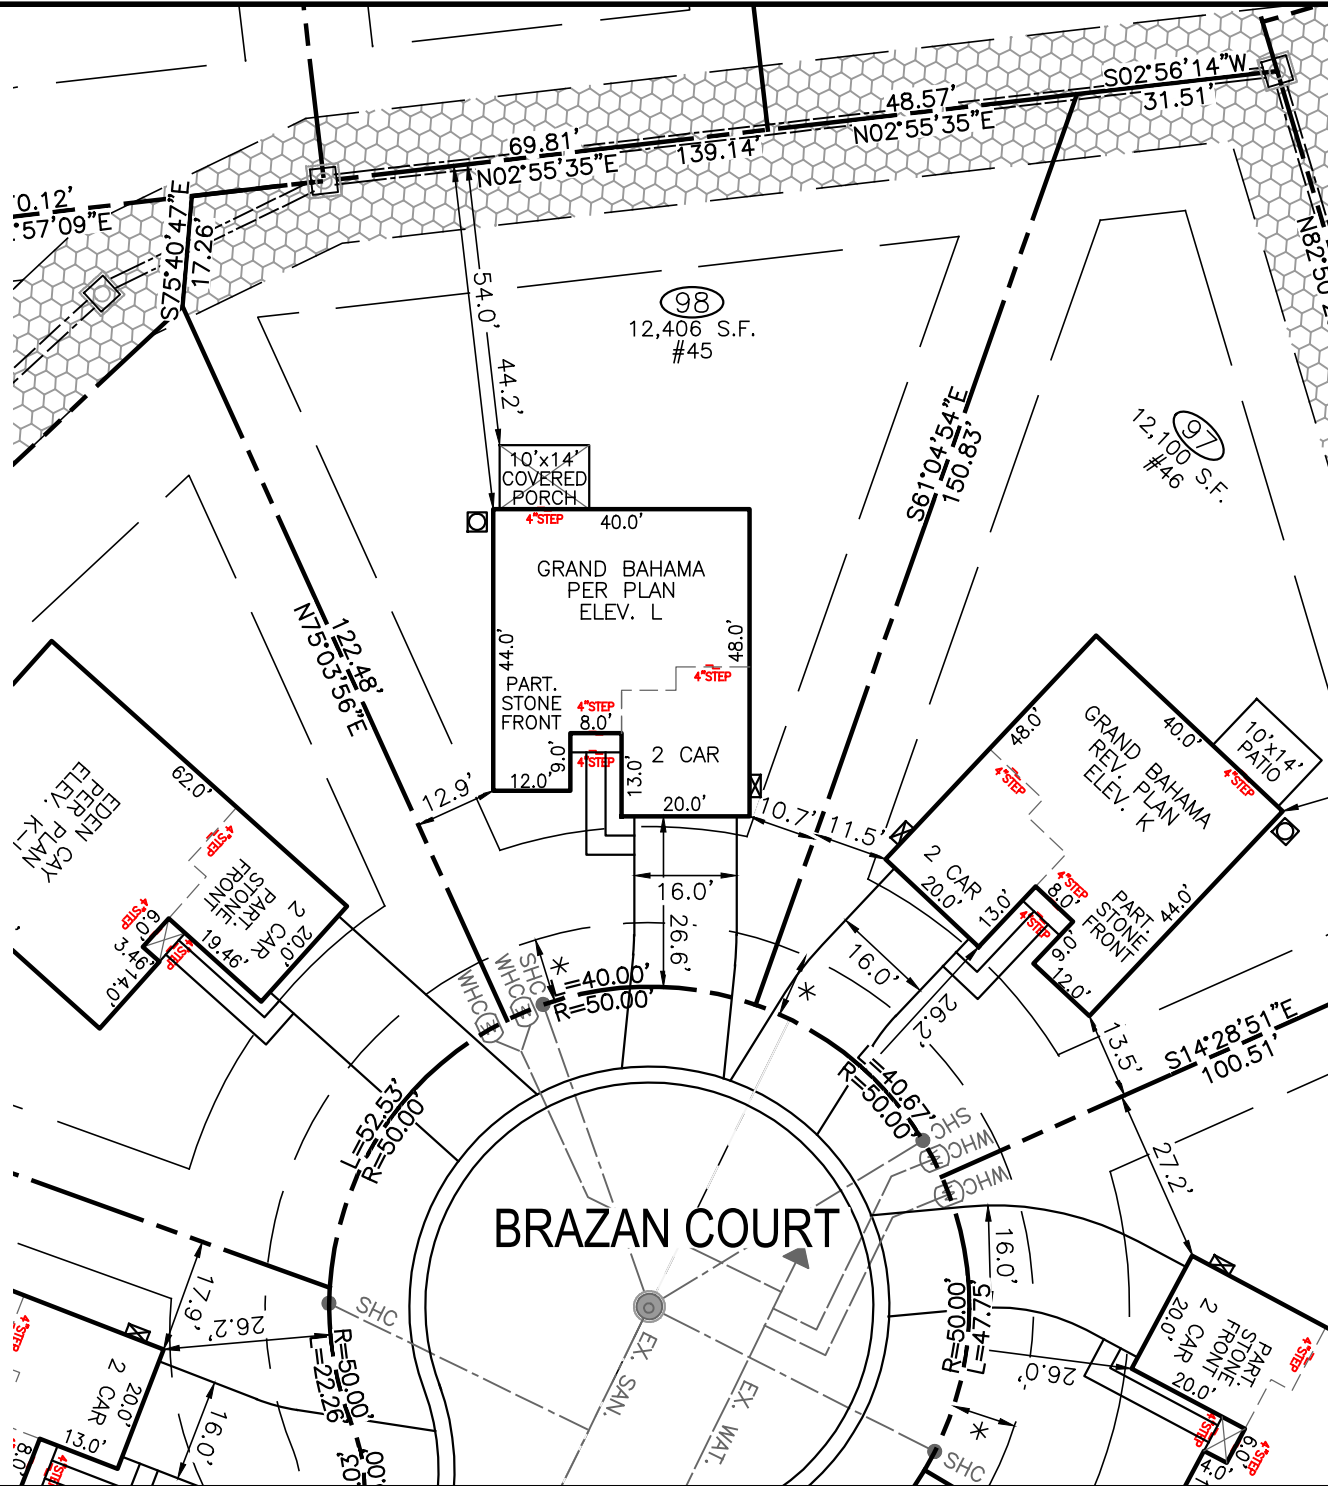 S02°56'14"W
31.51'
48.57'
N02°55'35"E
69.81'
139.14'
N02°55'35"E
0.12'
°57'09"E
S75°40'47"E
17.26'
N82°50'
54.0'
44.2'
98
12,406 S.F.
#45
97
12,100 S.F.
#46
S61°04'54"E
150.83'
10'x14'
COVERED
PORCH
4"STEP
40.0'
GRAND BAHAMA
PER PLAN
ELEV. L
44.0'
48.0'
4"STEP
PART.
STONE
FRONT
4"STEP
8.0'
4"STEP
9.0'
12.0'
13.0'
2 CAR
20.0'
122.48'
N75°03'56"E
12.9'
10.7'
11.5'
62.0'
EDEN CAY
PER PLAN
ELEV. K-1
4"STEP
PART.
STONE
FRONT
2 CAR
20.0'
19.46'
4"STEP
6.0'
4"STEP
3.46'
14.0'
48.0'
40.0'
GRAND BAHAMA
REV. PLAN
ELEV. K
10'x14'
PATIO
4"STEP
4"STEP
2 CAR
20.0'
13.0'
4"STEP
8.0'
4"STEP
9.0'
12.0'
PART.
STONE
FRONT
44.0'
16.0'
26.6'
16.0'
26.2'
13.5'
S14°28'51"E
100.51'
27.2'
WHC
WHC
SHC
*
L=40.00'
R=50.00'
*
L=40.67'
R=50.00'
SHC
WHC
WHC
L=52.53'
R=50.00'
BRAZAN COURT
16.0'
R=50.00'
L=47.75'
26.0'
*
SHC
2 CAR
20.0'
20.0'
PART.
STONE
FRONT
4"STEP
4"STEP
4"STEP
6.0'
4.0'
17.9'
26.2'
SHC
R=50.00'
L=22.26'
2 CAR
20.0'
13.0'
16.0'
8.0'
4"STEP
4"STEP
EX. SAN.
EX. WAT.